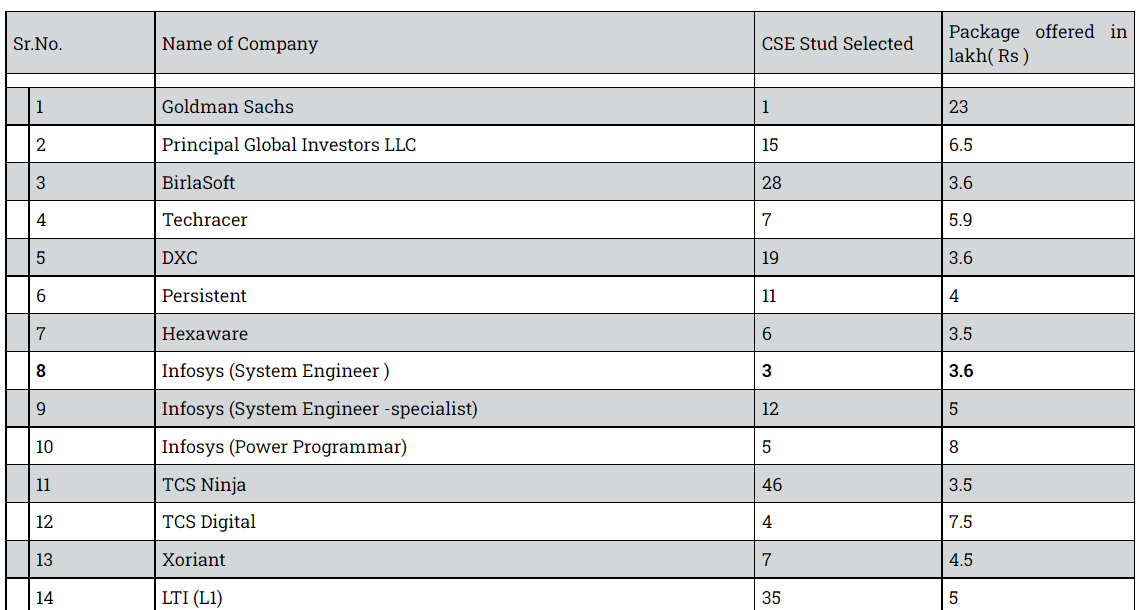 Sr.No. Name of Company CSE Stud Selected Package offered in lakh( Rs )
1 Goldman Sachs 1 23
2 Principal Global Investors LLC 15 6.5
3 BirlaSoft 28 3.6
4 Techracer 7 5.9
5 DXC 19 3.6
6 Persistent 11 4
7 Hexaware 6 3.5
8 Infosys (System Engineer ) 3 3.6
9 Infosys (System Engineer -specialist) 12 5
10 Infosys (Power Programmar) 5 8
11 TCS Ninja 46 3.5
12 TCS Digital 4 7.5
13 Xoriant 7 4.5
14 LTI (L1) 35 5